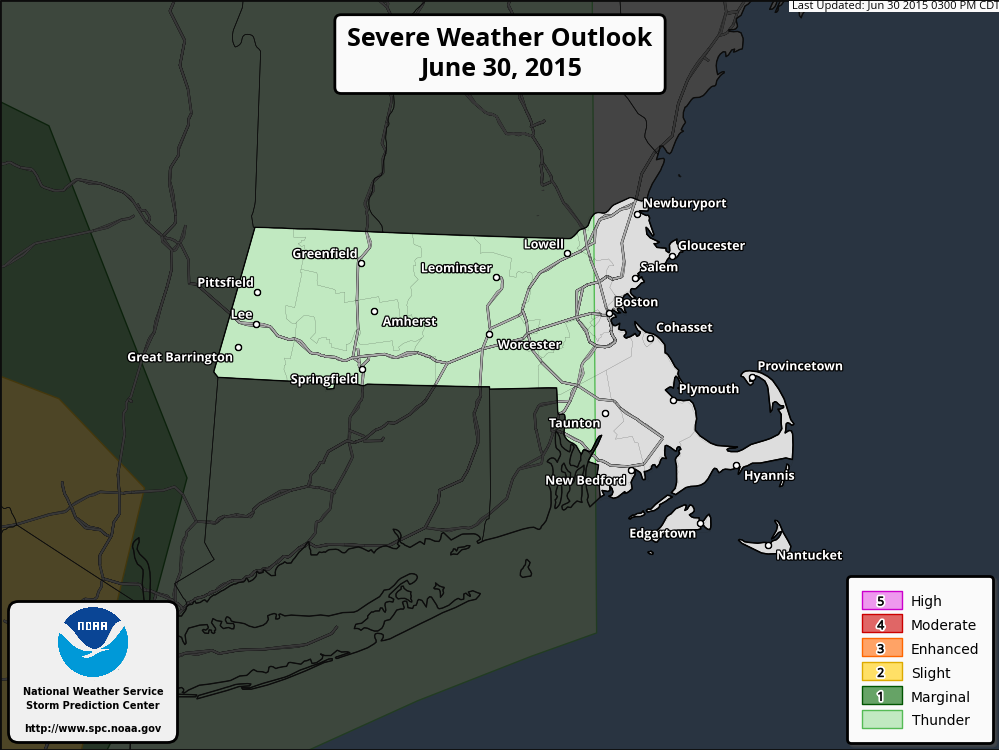 Last Updated: Jun 30 2015 0300 PM CDT
Severe Weather Outlook
June 30, 2015
Newburyport
Lowell
Gloucester
Greenfield
Leominster
Salem
Pittsfield
Boston
Lee
Amherst
Cohasset
Worcester
Great Barrington
Provincetown
Springfield
Plymouth
Taunton
Hyannis
New Bedford
Edgartown
Nantucket
5 High
4 Moderate
3 Enhanced
2 Slight
1 Marginal
Thunder
NOAA
National Weather Service
Storm Prediction Center
http://www.spc.noaa.gov